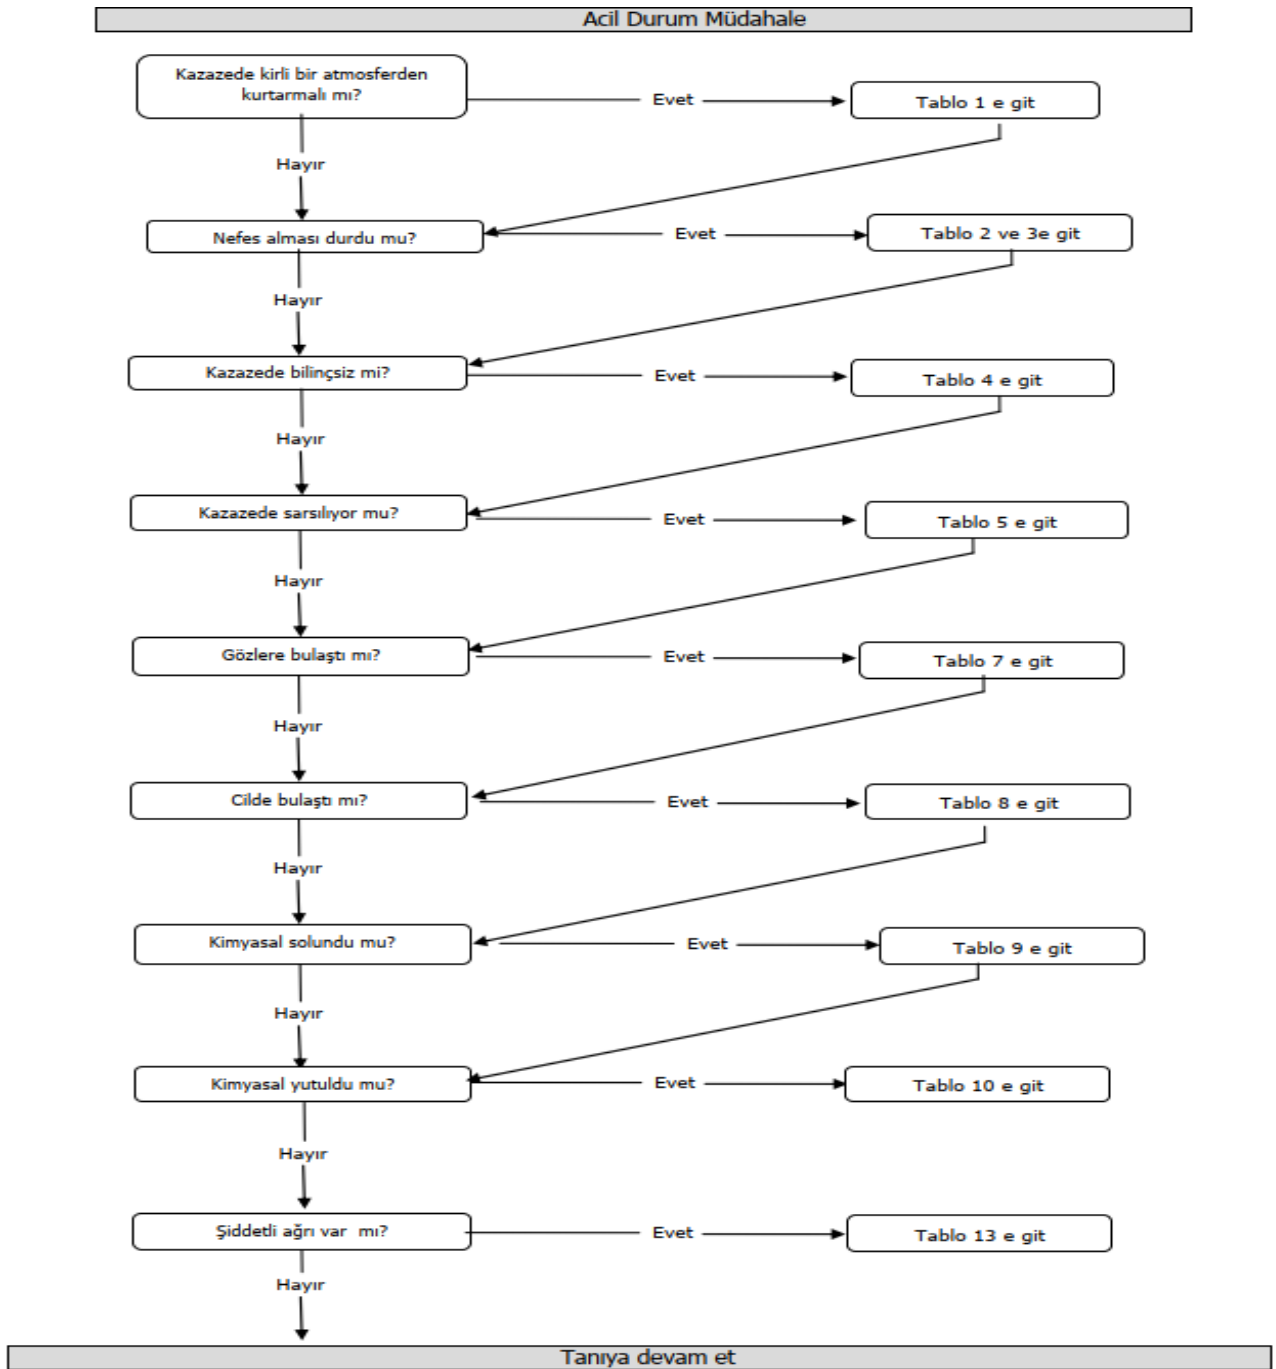 Acil Durum Müdahale
Kazazede kirli bir atmosferden
kurtarmalı mı?
Evet
Tablo 1 e git
Hayır
Nefes alması durdu mu?
Evet
Tablo 2 ve 3e git
Hayır
Kazazede bilinçsiz mi?
Evet
Tablo 4 e git
Hayır
Kazazede sarsılıyor mu?
Evet
Tablo 5 e git
Hayır
Gözlere bulaştı mı?
Evet
Tablo 7 e git
Hayır
Cilde bulaştı mı?
Evet
Tablo 8 e git
Hayır
Kimyasal solundu mu?
Evet
Tablo 9 e git
Hayır
Kimyasal yutuldu mu?
Evet
Tablo 10 e git
Hayır
Şiddetli ağrı var mı?
Evet
Tablo 13 e git
Hayır
Tanıya devam et